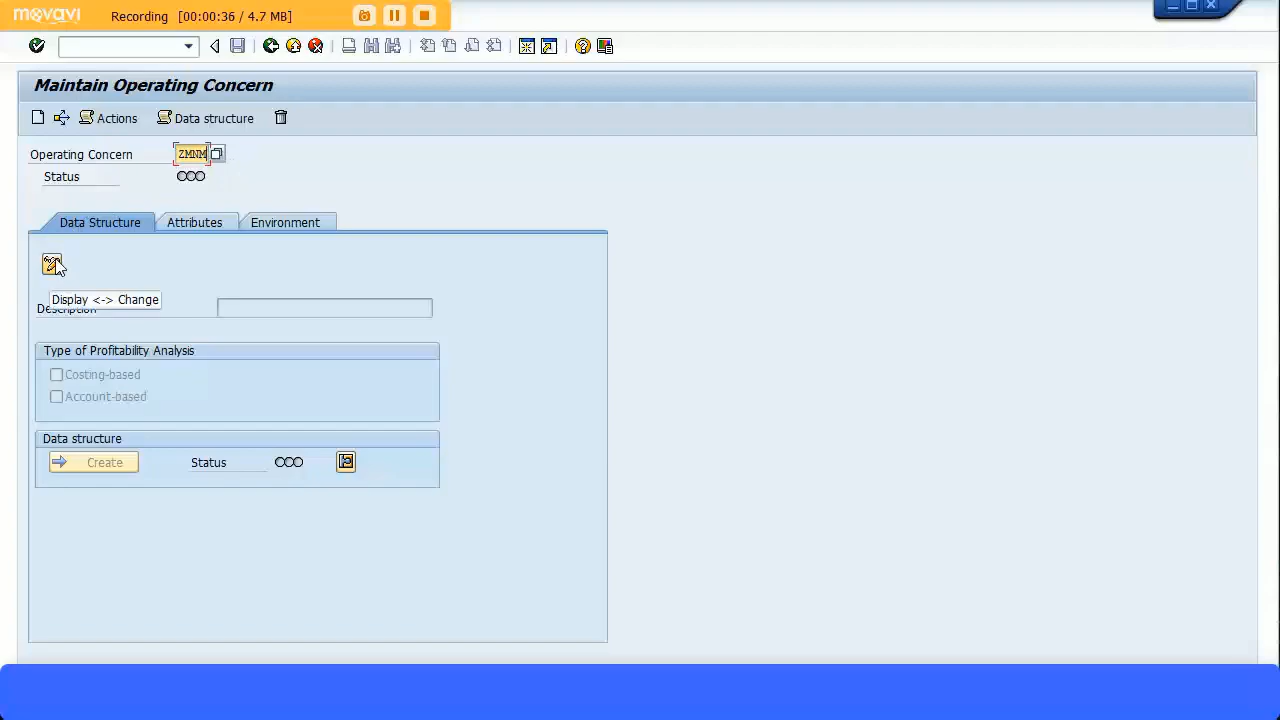 movavi Recording [00:00:36 / 4.7 MB]
Maintain Operating Concern
Actions Data structure
Operating Concern ZMNM
Status
Data Structure Attributes Environment
Display <-> Change
Description
Type of Profitability Analysis
Costing-based
Account-based
Data structure
Create Status